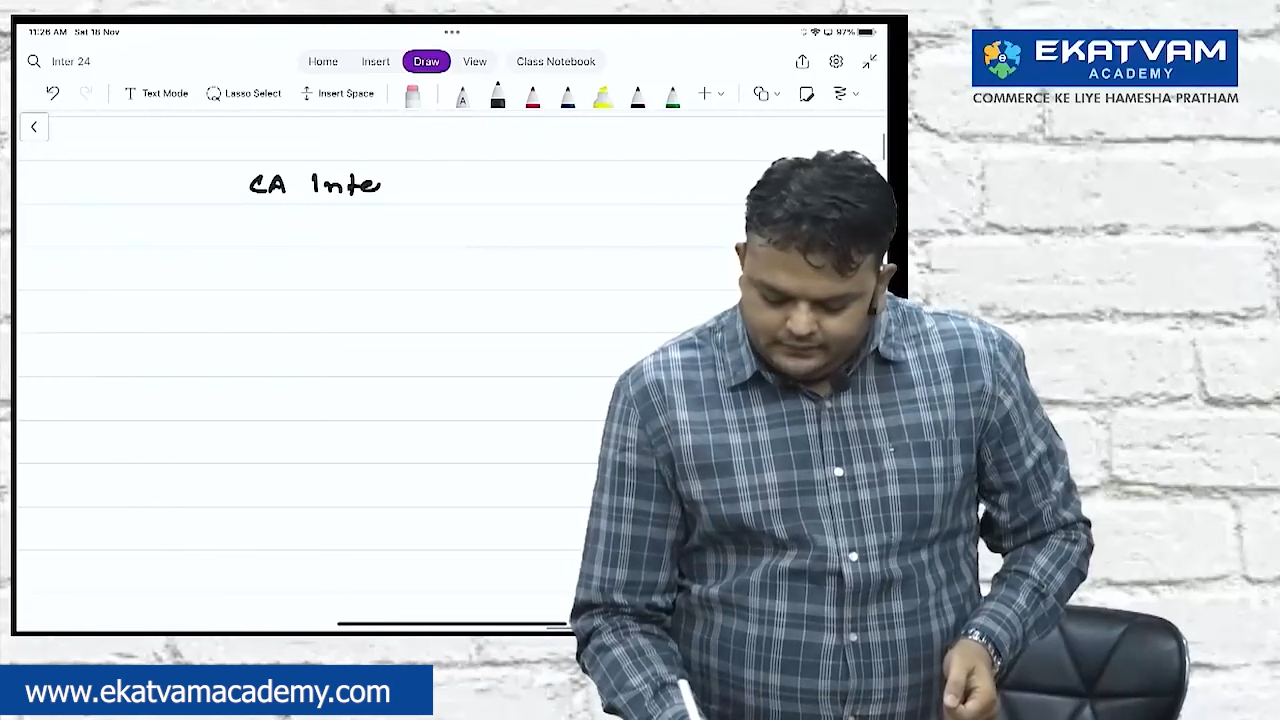 11:26 AM Sat 18 Nov
97%
Inter 24
Home Insert Draw View Class Notebook
Text Mode Lasso Select Insert Space
A
CA Inte
EKATVAM
ACADEMY
COMMERCE KE LIYE HAMESHA PRATHAM
www.ekatvamacademy.com